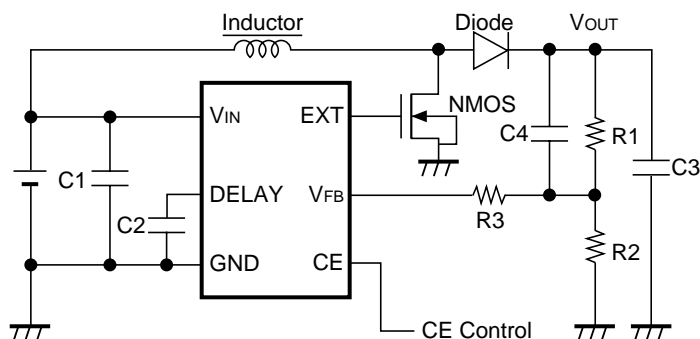 Inductor
Diode
VOUT
VIN
EXT
NMOS
C4
R1
C1
C3
DELAY
VFB
C2
R3
R2
GND
CE
CE Control